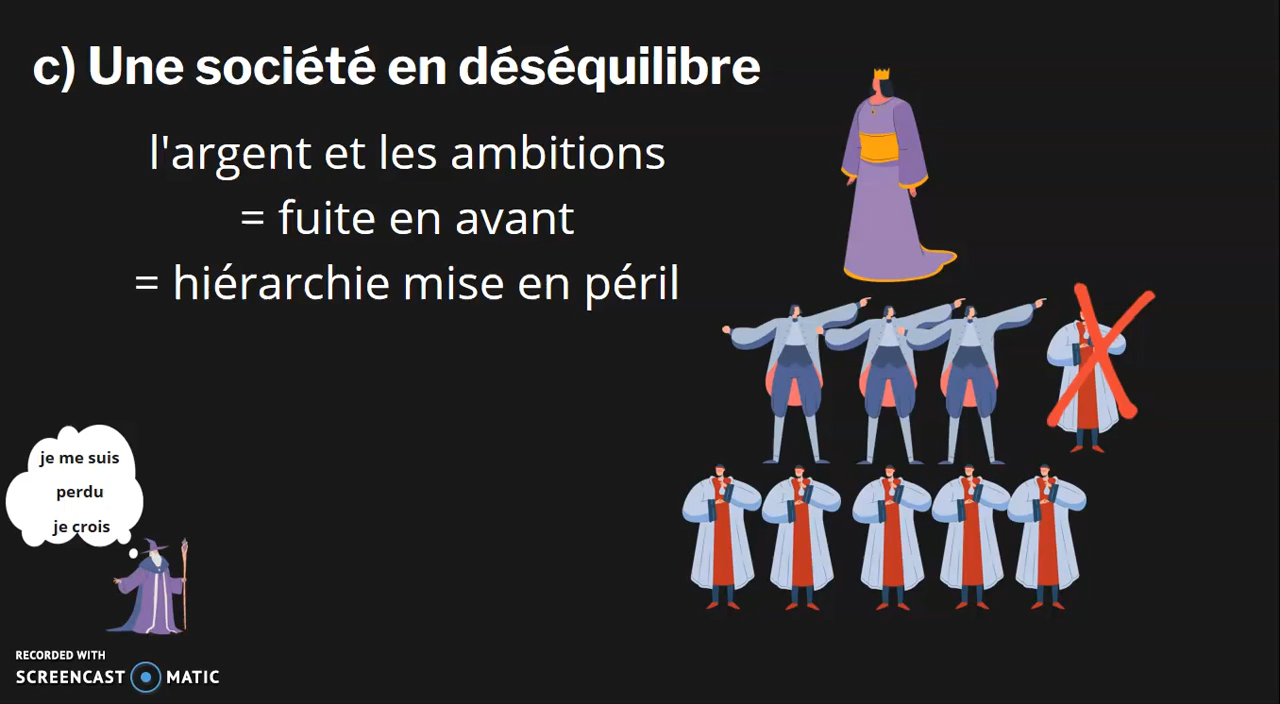 c) Une société en déséquilibre
l'argent et les ambitions
= fuite en avant
= hiérarchie mise en péril
je me suis
perdu
je crois
RECORDED WITH
SCREENCAST MATIC